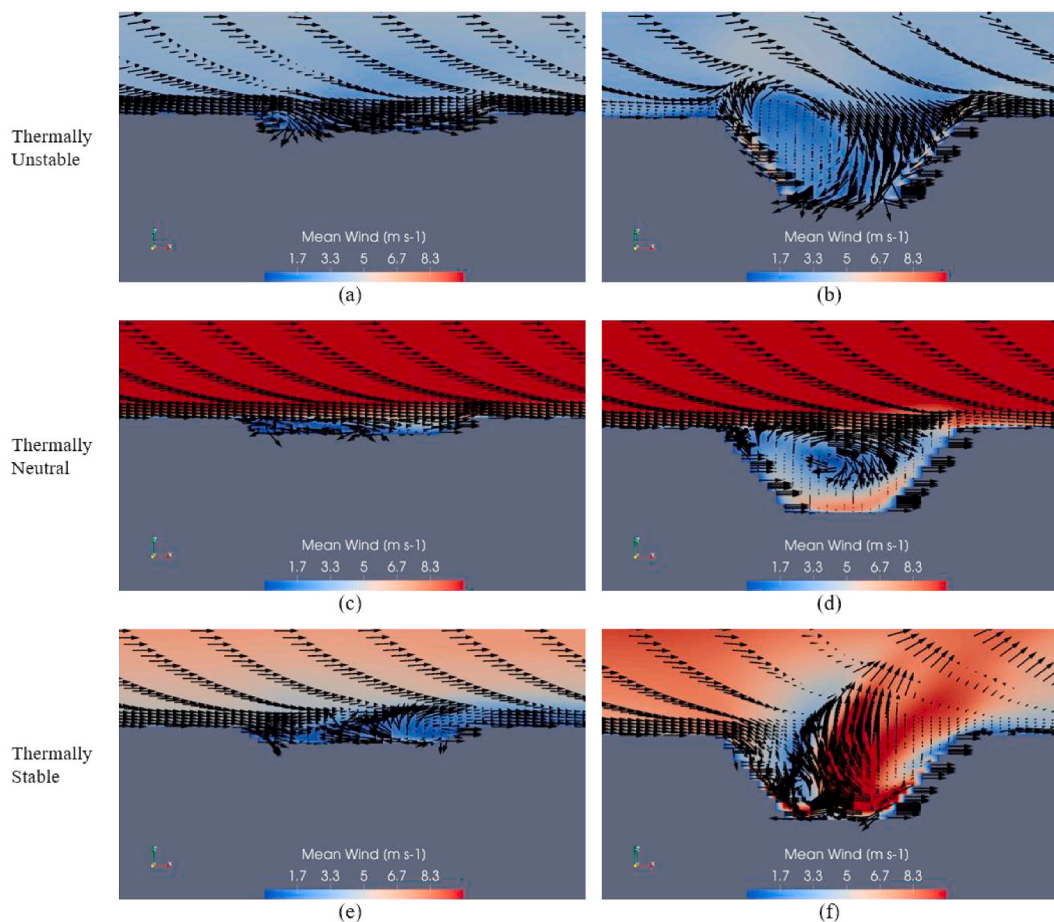 Thermally
Unstable
Mean Wind (m s-1)
1.7 3.3 5 6.7 8.3
(a)
Mean Wind (m s-1)
1.7 3.3 5 6.7 8.3
(b)
Thermally
Neutral
Mean Wind (m s-1)
1.7 3.3 5 6.7 8.3
(c)
Mean Wind (m s-1)
1.7 3.3 5 6.7 8.3
(d)
Thermally
Stable
Mean Wind (m s-1)
1.7 3.3 5 6.7 8.3
(e)
Mean Wind (m s-1)
1.7 3.3 5 6.7 8.3
(f)